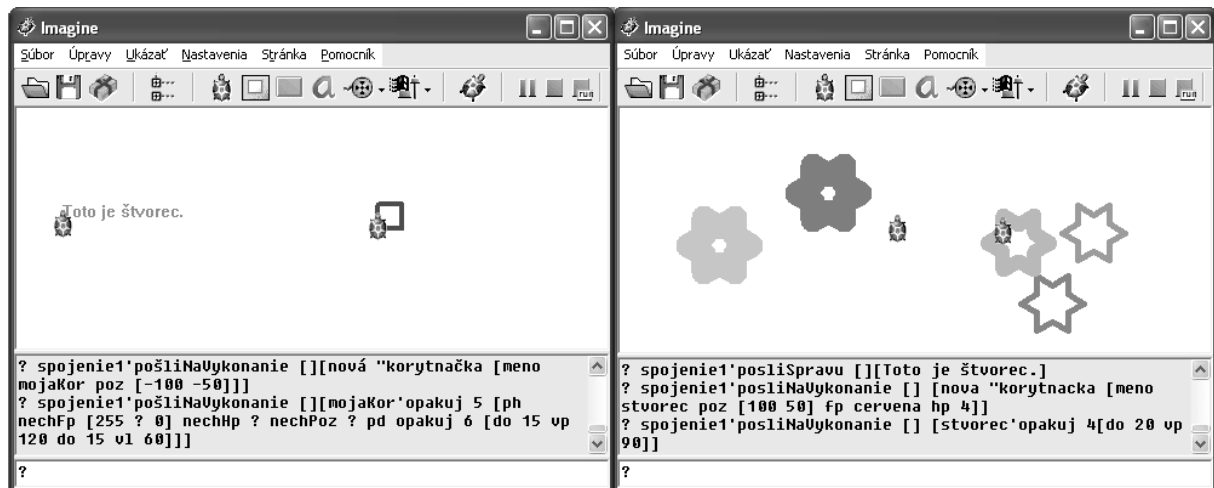 Imagine
Súbor Úpravy Ukázať Nastavenia Stránka Pomocník
run
Toto je štvorec.
? spojenie1'pošliNaVykonanie [][nová "korytnačka [meno
mojaKor poz [-100 -50]]]
? spojenie1'pošliNaVykonanie [][mojaKor'opakuj 5 [ph
nechFp [255 ? 0] nechHp ? nechPoz ? pd opakuj 6 [do 15 vp
120 do 15 vl 60]]]
?
Imagine
Súbor Úpravy Ukázať Nastavenia Stránka Pomocník
run
? spojenie1'posliSpravu [][Toto je štvorec.]
? spojenie1'posliNaVykonanie [] [nova "korytnacka [meno
stvorec poz [100 50] fp cervena hp 4]]
? spojenie1'posliNaVykonanie [] [stvorec'opakuj 4[do 20 vp
90]]
?